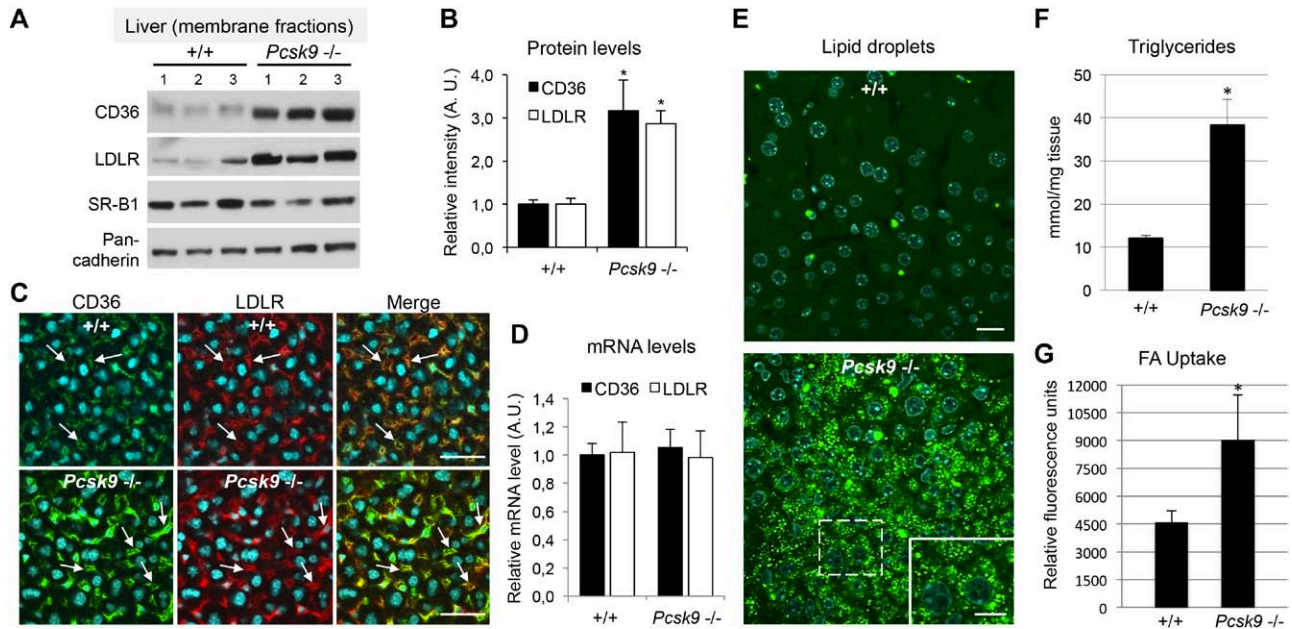 A
Liver (membrane fractions)
+/+ Pcsk9 -/-
1 2 3 1 2 3
CD36
LDLR
SR-B1
Pan-
cadherin
B
Protein levels
Relative intensity (A. U.)
4,0
3,0
2,0
1,0
0,0
* *
CD36
LDLR
+/+ Pcsk9 -/-
C
CD36 LDLR Merge
+/+ +/+
Pcsk9 -/- Pcsk9 -/-
D
mRNA levels
CD36 LDLR
Relative mRNA level (A.U.)
1,4
1,2
1,0
0,8
0,6
0,4
0,2
0,0
+/+ Pcsk9 -/-
E
Lipid droplets
+/+
Pcsk9 -/-
F
Triglycerides
mmol/mg tissue
50
40
30
20
10
0
*
+/+ Pcsk9 -/-
G
FA Uptake
Relative fluorescence units
12000
10500
9000
7500
6000
4500
3000
1500
0
*
+/+ Pcsk9 -/-